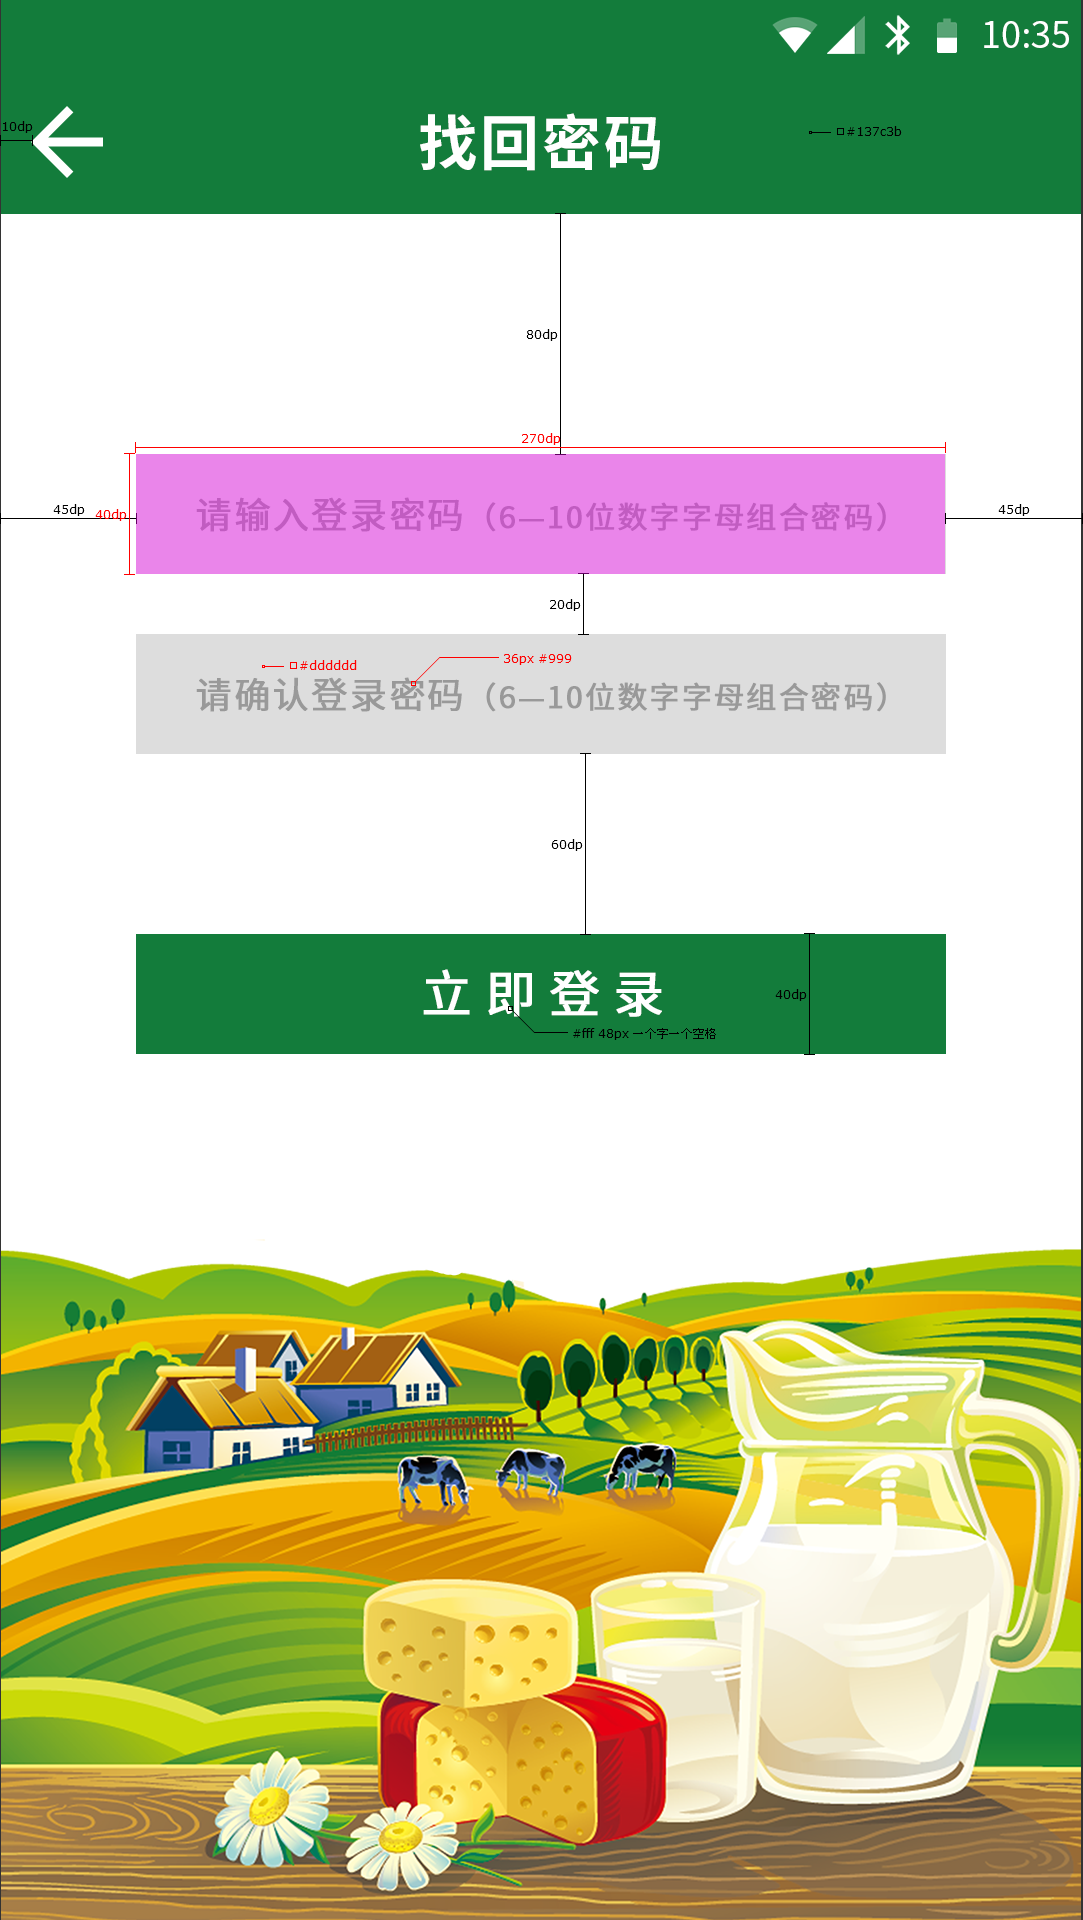 10:35
10dp
找回密码
#137c3b
80dp
270dp
45dp
40dp
请输入登录密码（6—10位数字字母组合密码）
45dp
20dp
#dddddd
36px #999
请确认登录密码（6—10位数字字母组合密码）
60dp
立即登录
40dp
#fff 48px 一个字一个空格